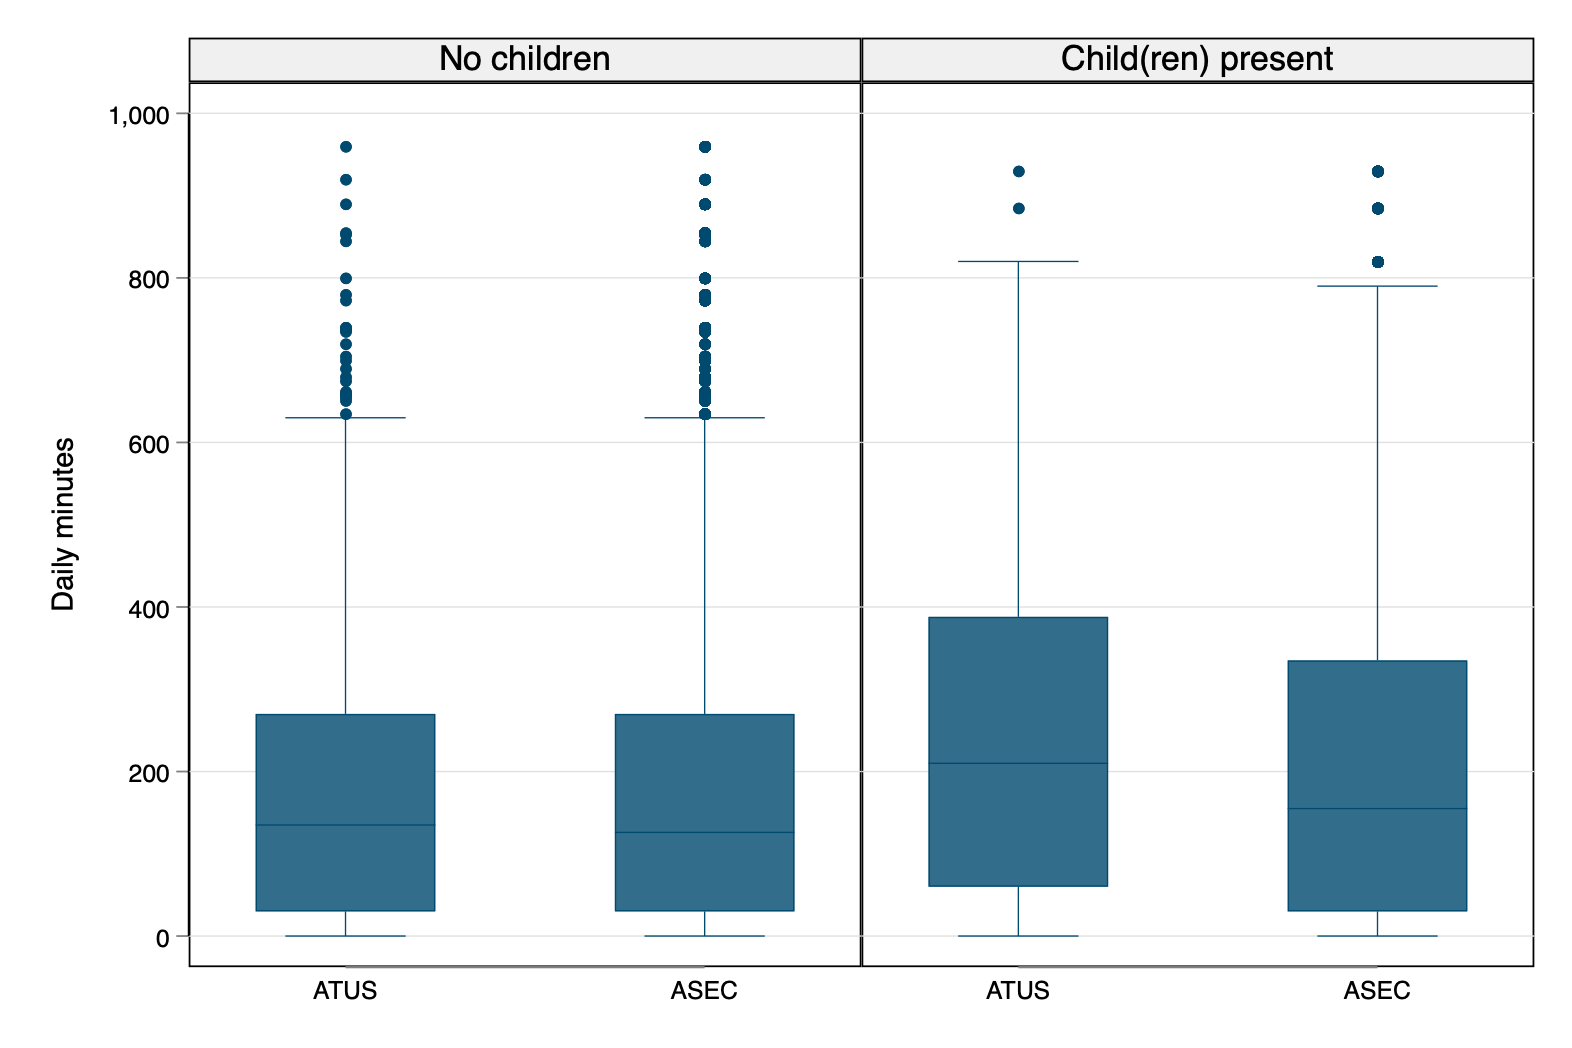 No children
Child(ren) present
Daily minutes
1,000
800
600
400
200
0
ATUS
ASEC
ATUS
ASEC